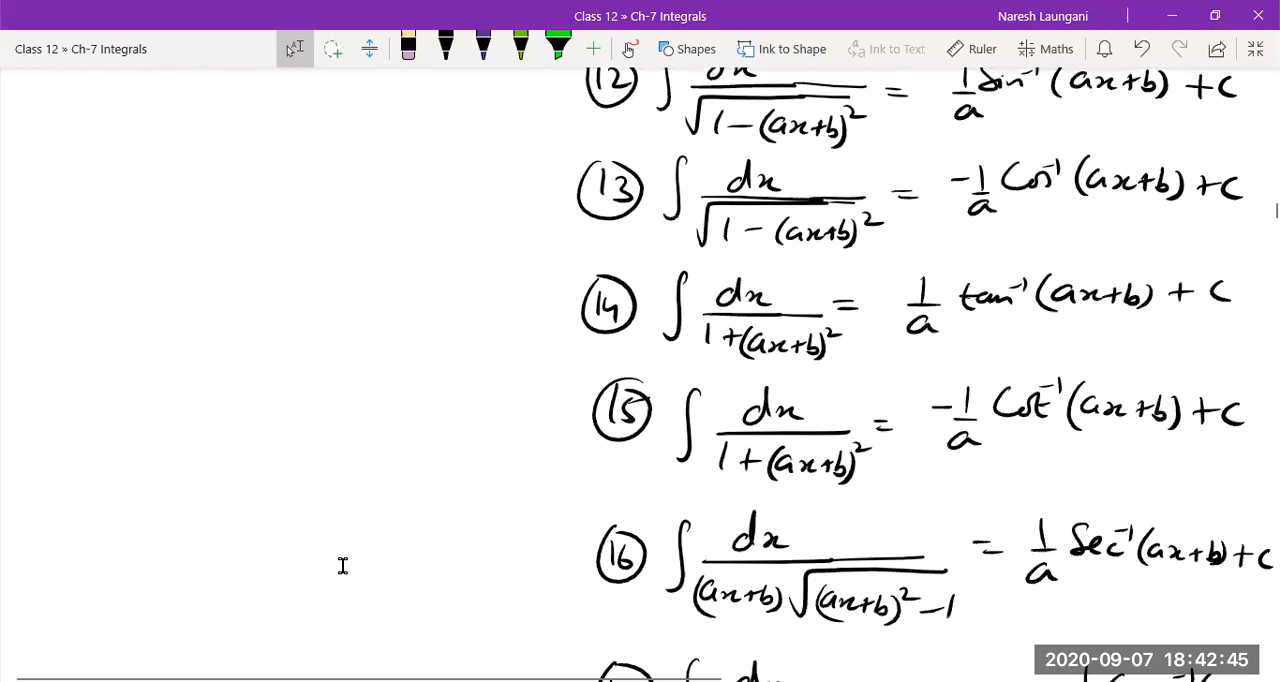 Class 12 » Ch-7 Integrals
Naresh Laungani
Class 12 » Ch-7 Integrals
Shapes
Ink to Shape
Ink to Text
Ruler
Maths
(12) ∫ dx / √(1-(ax+b)²) = 1/a Sin⁻¹ (ax+b) + C
(13) ∫ dx / √(1-(ax+b)²) = -1/a Cos⁻¹ (ax+b) + C
(14) ∫ dx / 1+(ax+b)² = 1/a tan⁻¹ (ax+b) + C
(15) ∫ dx / 1+(ax+b)² = -1/a Cot⁻¹ (ax+b) + C
(16) ∫ dx / (ax+b)√((ax+b)²-1) = 1/a Sec⁻¹ (ax+b) + C
2020-09-07 18:42:45